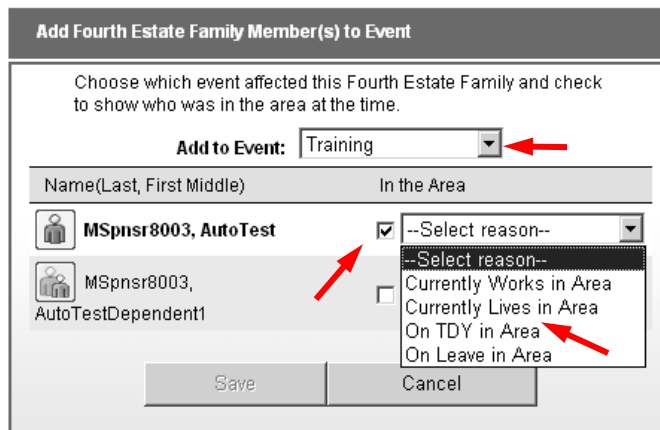 Add Fourth Estate Family Member(s) to Event
Choose which event affected this Fourth Estate Family and check
to show who was in the area at the time.
Add to Event: Training
Name(Last, First Middle) In the Area
MSpnsr8003, AutoTest --Select reason--
--Select reason--
MSpnsr8003,
AutoTestDependent1
Currently Works in Area
Currently Lives in Area
On TDY in Area
On Leave in Area
Save Cancel